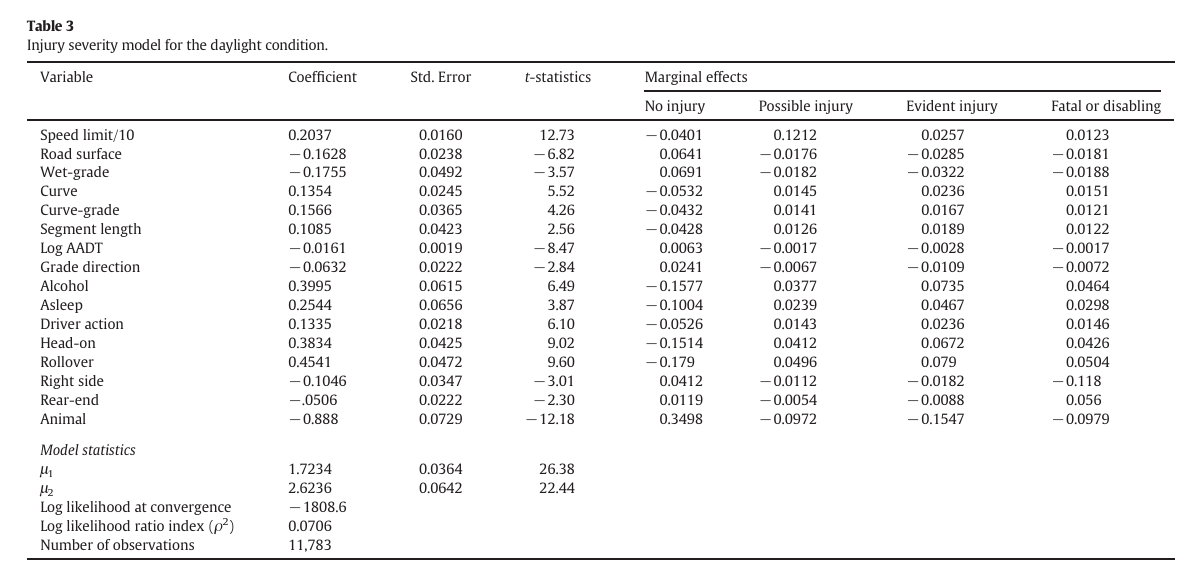 Table 3
Injury severity model for the daylight condition.
Variable Coefficient Std. Error t-statistics Marginal effects
No injury Possible injury Evident injury Fatal or disabling
Speed limit/10 0.2037 0.0160 12.73 −0.0401 0.1212 0.0257 0.0123
Road surface −0.1628 0.0238 −6.82 0.0641 −0.0176 −0.0285 −0.0181
Wet-grade −0.1755 0.0492 −3.57 0.0691 −0.0182 −0.0322 −0.0188
Curve 0.1354 0.0245 5.52 −0.0532 0.0145 0.0236 0.0151
Curve-grade 0.1566 0.0365 4.26 −0.0432 0.0141 0.0167 0.0121
Segment length 0.1085 0.0423 2.56 −0.0428 0.0126 0.0189 0.0122
Log AADT −0.0161 0.0019 −8.47 0.0063 −0.0017 −0.0028 −0.0017
Grade direction −0.0632 0.0222 −2.84 0.0241 −0.0067 −0.0109 −0.0072
Alcohol 0.3995 0.0615 6.49 −0.1577 0.0377 0.0735 0.0464
Asleep 0.2544 0.0656 3.87 −0.1004 0.0239 0.0467 0.0298
Driver action 0.1335 0.0218 6.10 −0.0526 0.0143 0.0236 0.0146
Head-on 0.3834 0.0425 9.02 −0.1514 0.0412 0.0672 0.0426
Rollover 0.4541 0.0472 9.60 −0.179 0.0496 0.079 0.0504
Right side −0.1046 0.0347 −3.01 0.0412 −0.0112 −0.0182 −0.118
Rear-end −.0506 0.0222 −2.30 0.0119 −0.0054 −0.0088 0.056
Animal −0.888 0.0729 −12.18 0.3498 −0.0972 −0.1547 −0.0979
Model statistics
μ1 1.7234 0.0364 26.38
μ2 2.6236 0.0642 22.44
Log likelihood at convergence −1808.6
Log likelihood ratio index (ρ²) 0.0706
Number of observations 11,783